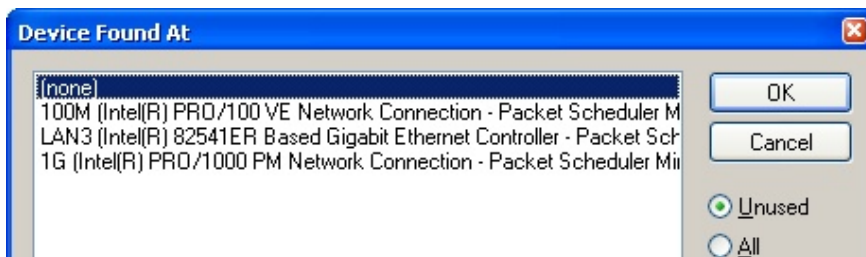 Device Found At
(none)
100M (Intel(R) PRO/100 VE Network Connection - Packet Scheduler M
LAN3 (Intel(R) 82541ER Based Gigabit Ethernet Controller - Packet Sch
1G (Intel(R) PRO/1000 PM Network Connection - Packet Scheduler Mi
OK
Cancel
Unused
All